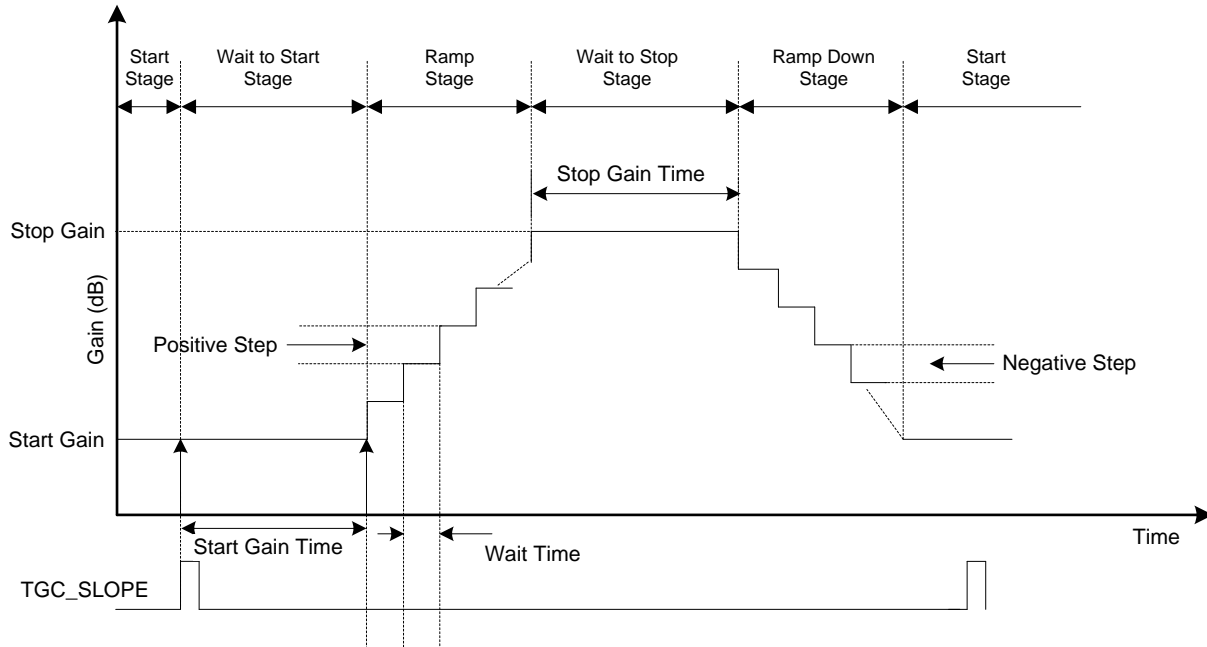 Start
Stage
Wait to Start
Stage
Ramp
Stage
Wait to Stop
Stage
Ramp Down
Stage
Start
Stage
Stop Gain Time
Stop Gain
Gain (dB)
Positive Step
Negative Step
Start Gain
Start Gain Time
Wait Time
Time
TGC_SLOPE